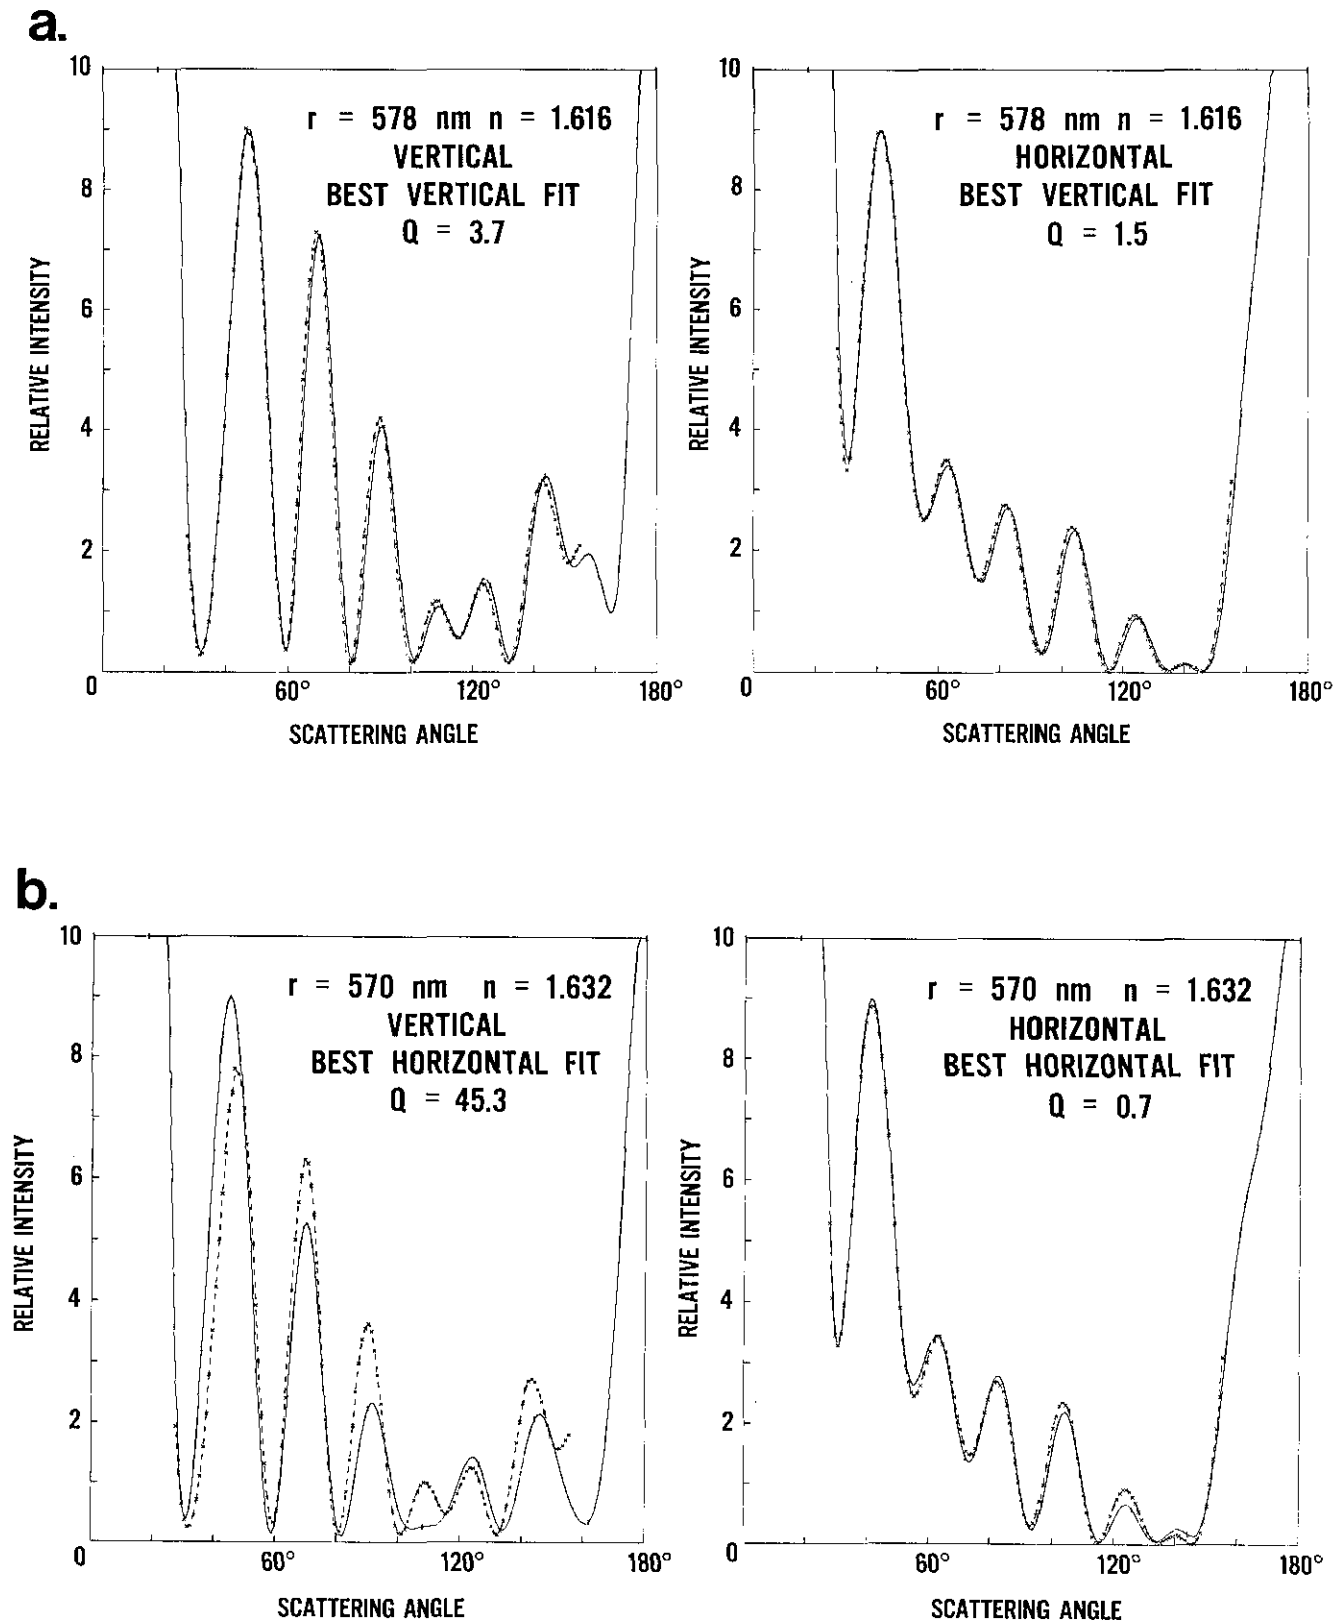 a.
10
8
6
4
2
0
60°
120°
180°
RELATIVE INTENSITY
SCATTERING ANGLE
r = 578 nm n = 1.616
VERTICAL
BEST VERTICAL FIT
Q = 3.7
10
8
6
4
2
0
60°
120°
180°
RELATIVE INTENSITY
SCATTERING ANGLE
r = 578 nm n = 1.616
HORIZONTAL
BEST VERTICAL FIT
Q = 1.5
b.
10
8
6
4
2
0
60°
120°
180°
RELATIVE INTENSITY
SCATTERING ANGLE
r = 570 nm n = 1.632
VERTICAL
BEST HORIZONTAL FIT
Q = 45.3
10
8
6
4
2
0
60°
120°
180°
RELATIVE INTENSITY
SCATTERING ANGLE
r = 570 nm n = 1.632
HORIZONTAL
BEST HORIZONTAL FIT
Q = 0.7